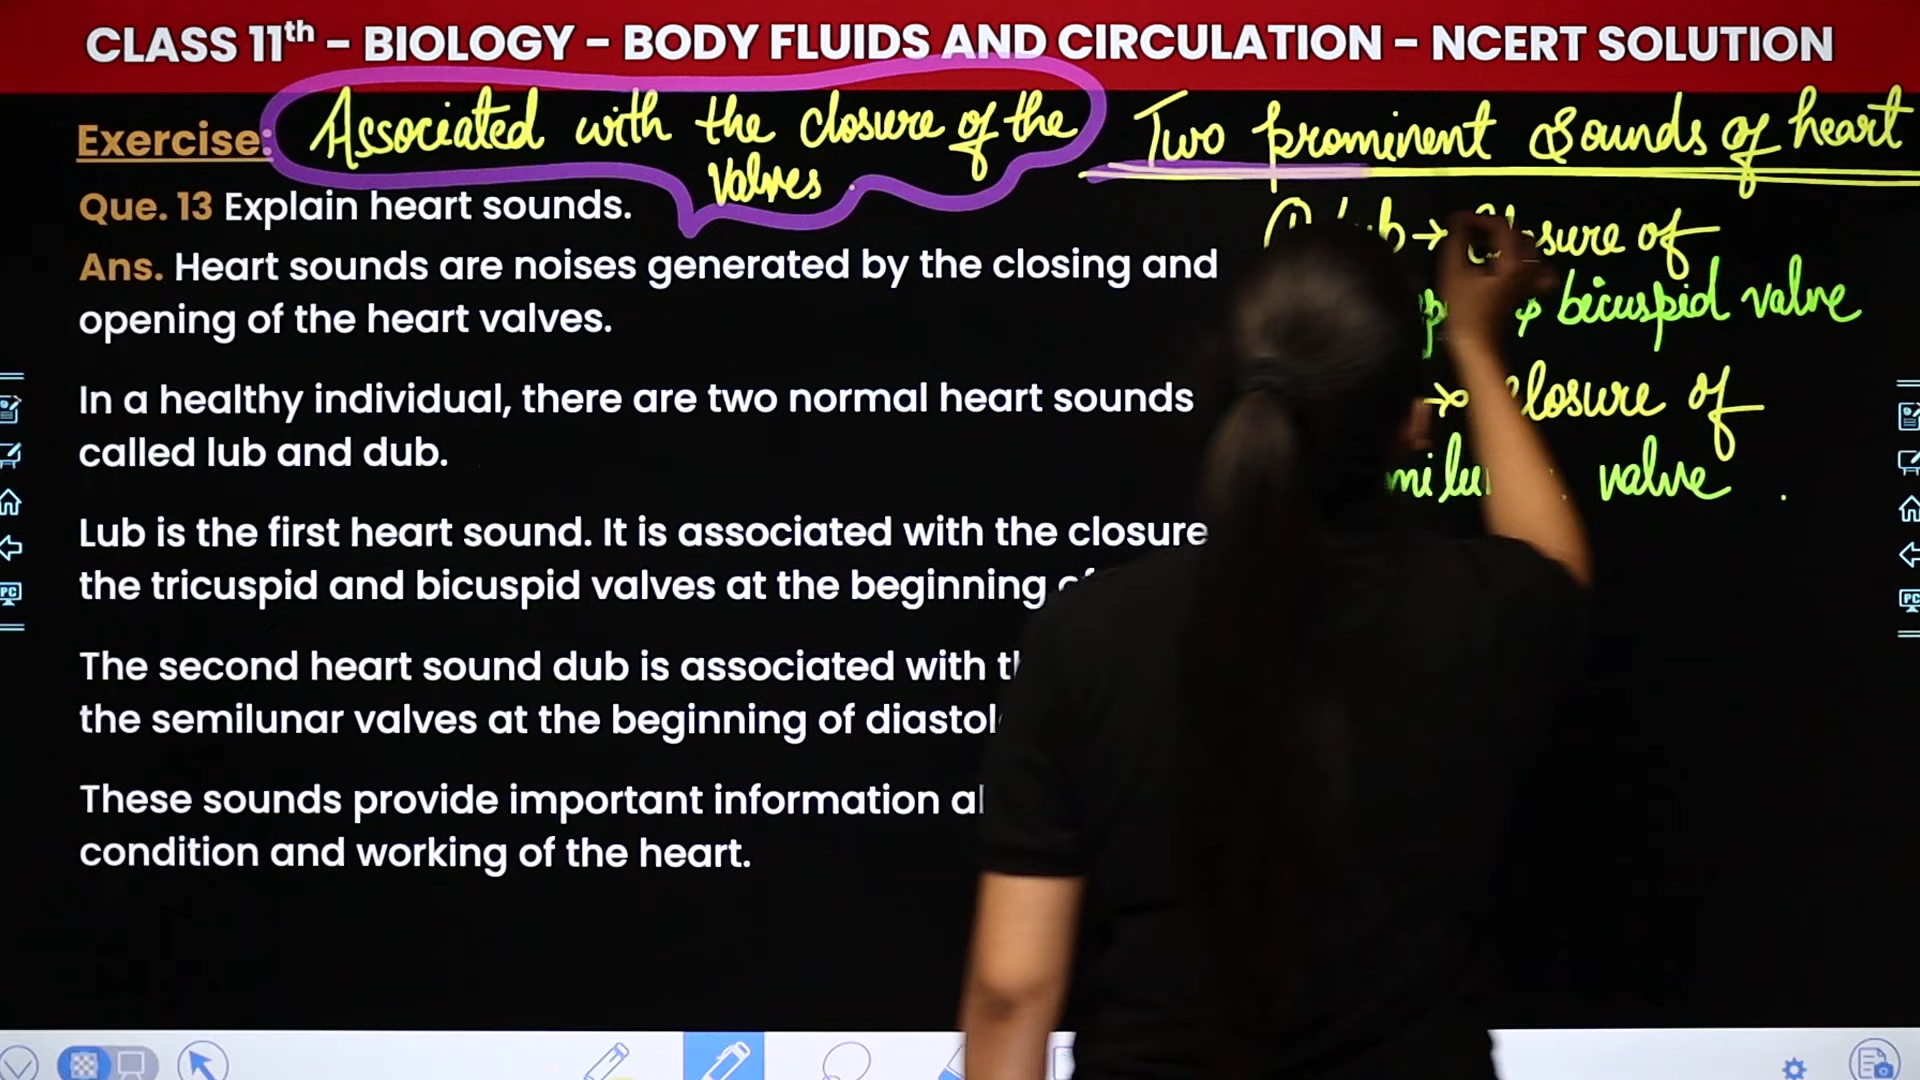 CLASS 11th – BIOLOGY – BODY FLUIDS AND CIRCULATION – NCERT SOLUTION
Exercise:
Associated with the closure of the
valves
Que. 13 Explain heart sounds.
Ans. Heart sounds are noises generated by the closing and
opening of the heart valves.
In a healthy individual, there are two normal heart sounds
called lub and dub.
Lub is the first heart sound. It is associated with the closure
the tricuspid and bicuspid valves at the beginning
The second heart sound dub is associated with
the semilunar valves at the beginning of
These sounds provide important information
condition and working of the heart.
Two prominent Sounds of heart
→ Closure of
bicuspid valve
closure of
valve .
PC
PC